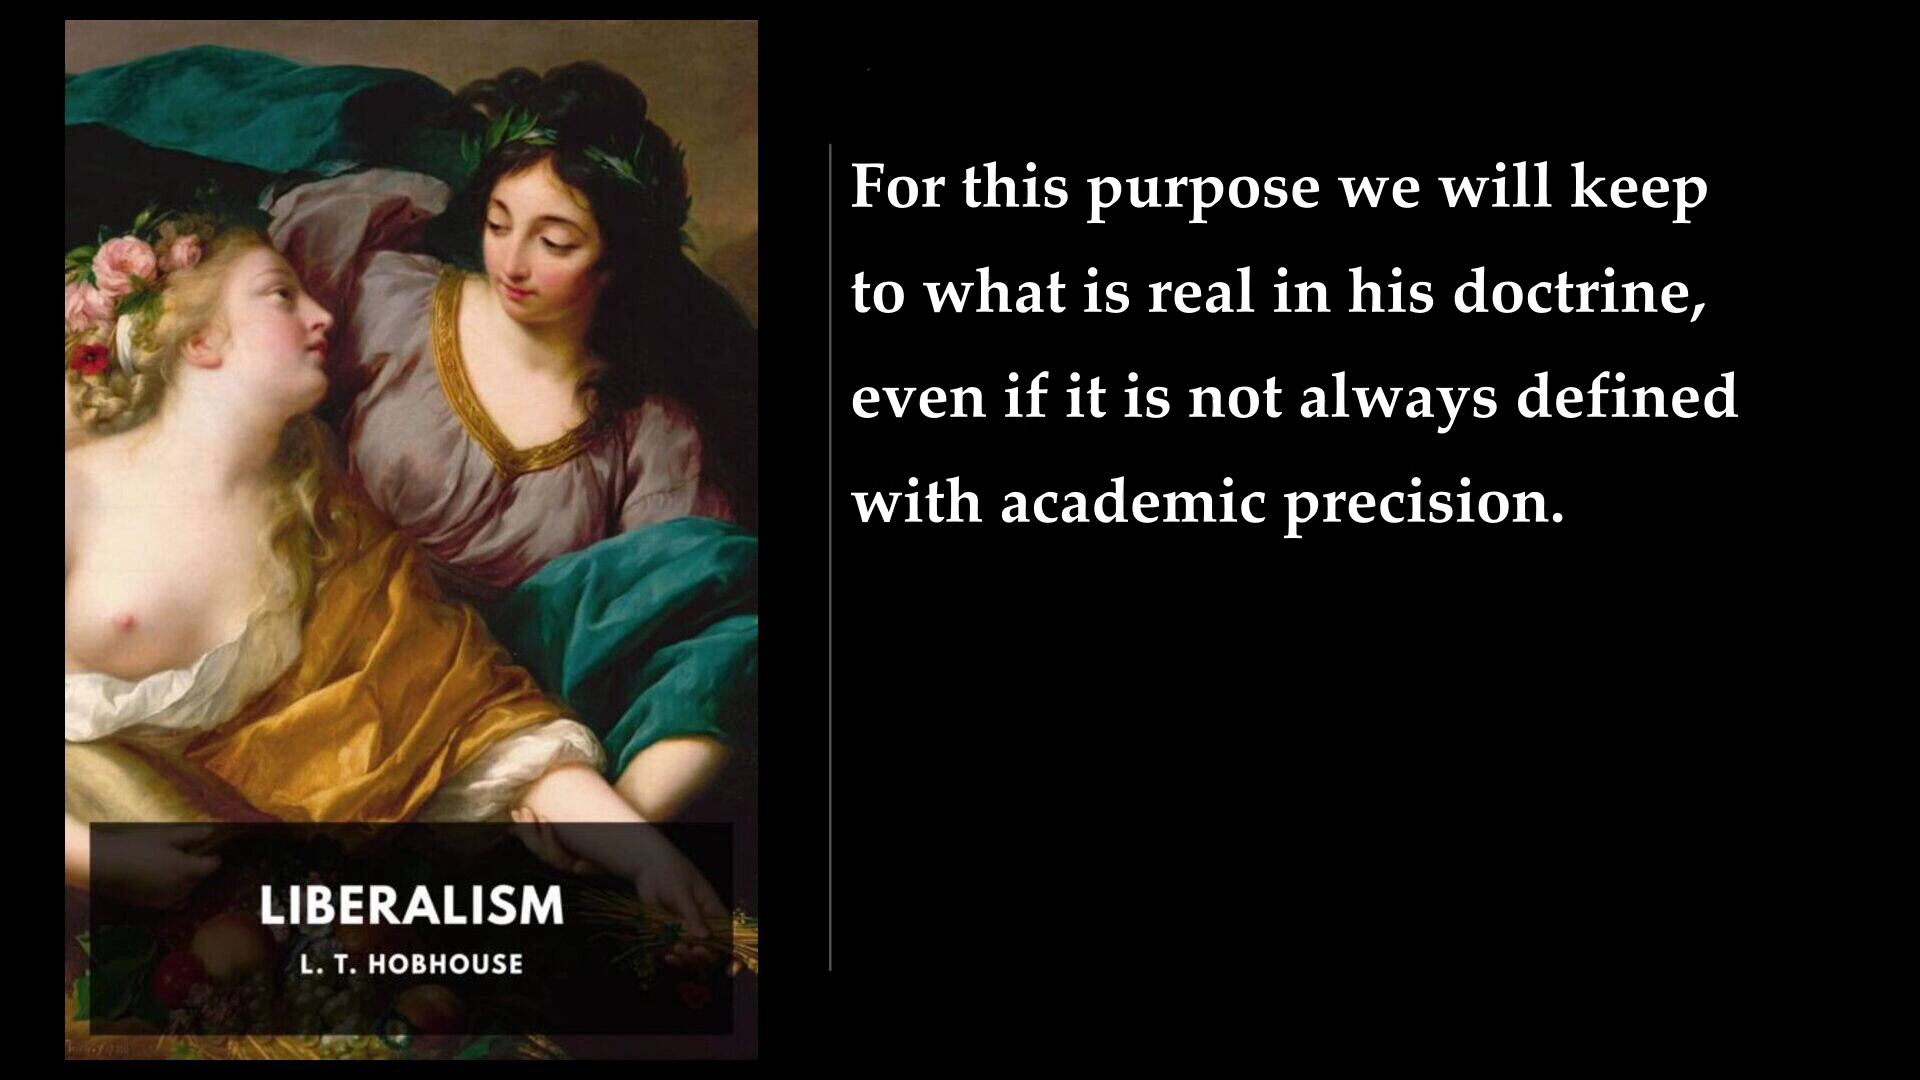 For this purpose we will keep
to what is real in his doctrine,
even if it is not always defined
with academic precision.
LIBERALISM
L. T. HOBHOUSE